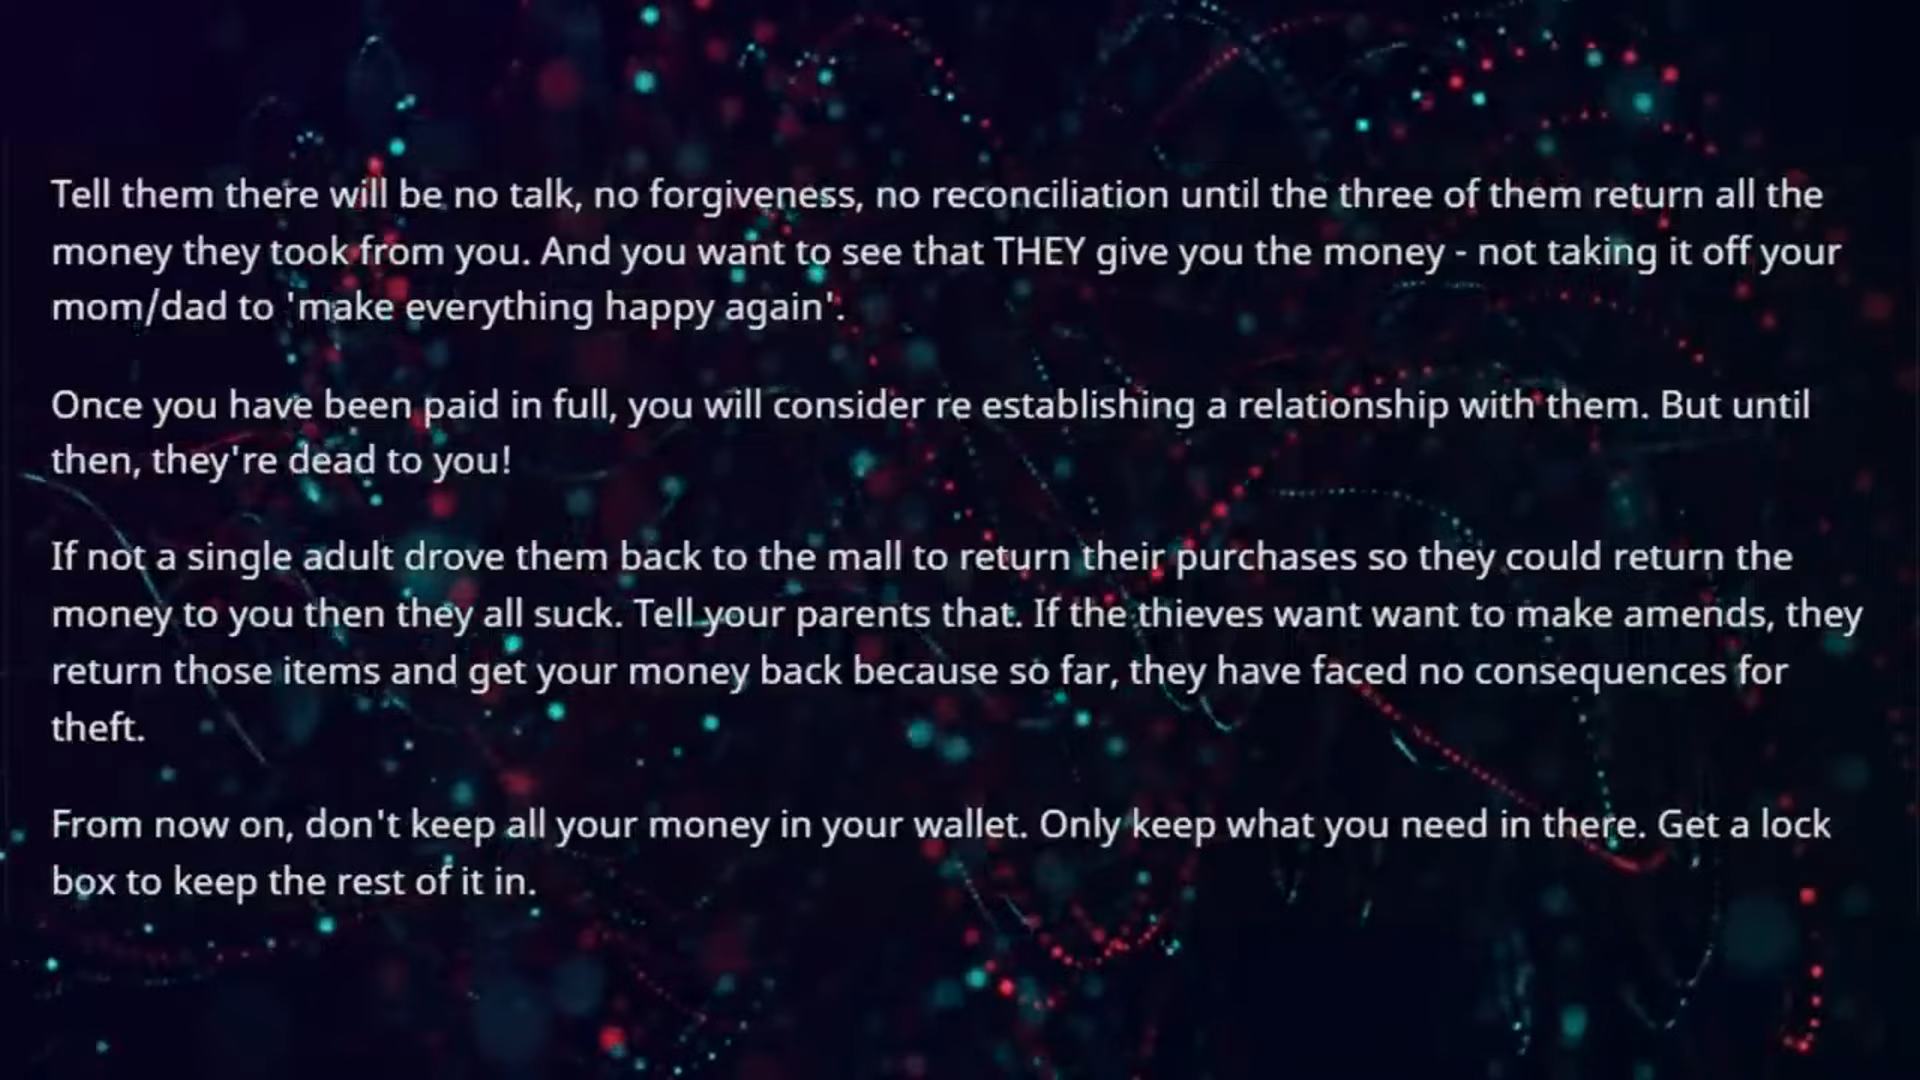 Tell them there will be no talk, no forgiveness, no reconciliation until the three of them return all the
money they took from you. And you want to see that THEY give you the money - not taking it off your
mom/dad to 'make everything happy again'.
Once you have been paid in full, you will consider re establishing a relationship with them. But until
then, they're dead to you!
If not a single adult drove them back to the mall to return their purchases so they could return the
money to you then they all suck. Tell your parents that. If the thieves want want to make amends, they
return those items and get your money back because so far, they have faced no consequences for
theft.
From now on, don't keep all your money in your wallet. Only keep what you need in there. Get a lock
box to keep the rest of it in.